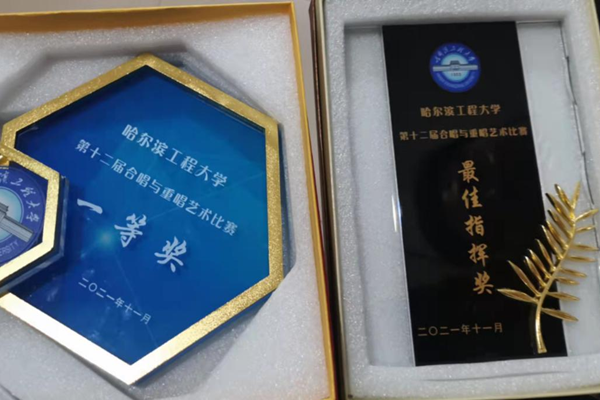 哈尔滨工程大学
第十二届合唱与重唱艺术比赛
一等奖
二〇二一年十一月
哈尔滨工程大学
第十二届合唱与重唱艺术比赛
最佳指挥奖
二〇二一年十一月